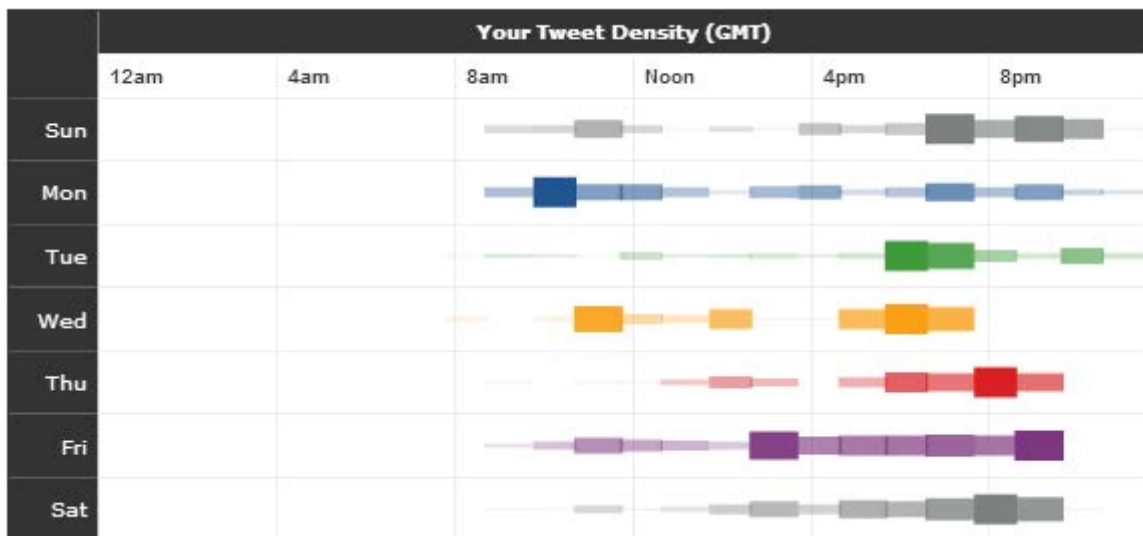 Your Tweet Density (GMT)
12am 4am 8am Noon 4pm 8pm
Sun
Mon
Tue
Wed
Thu
Fri
Sat